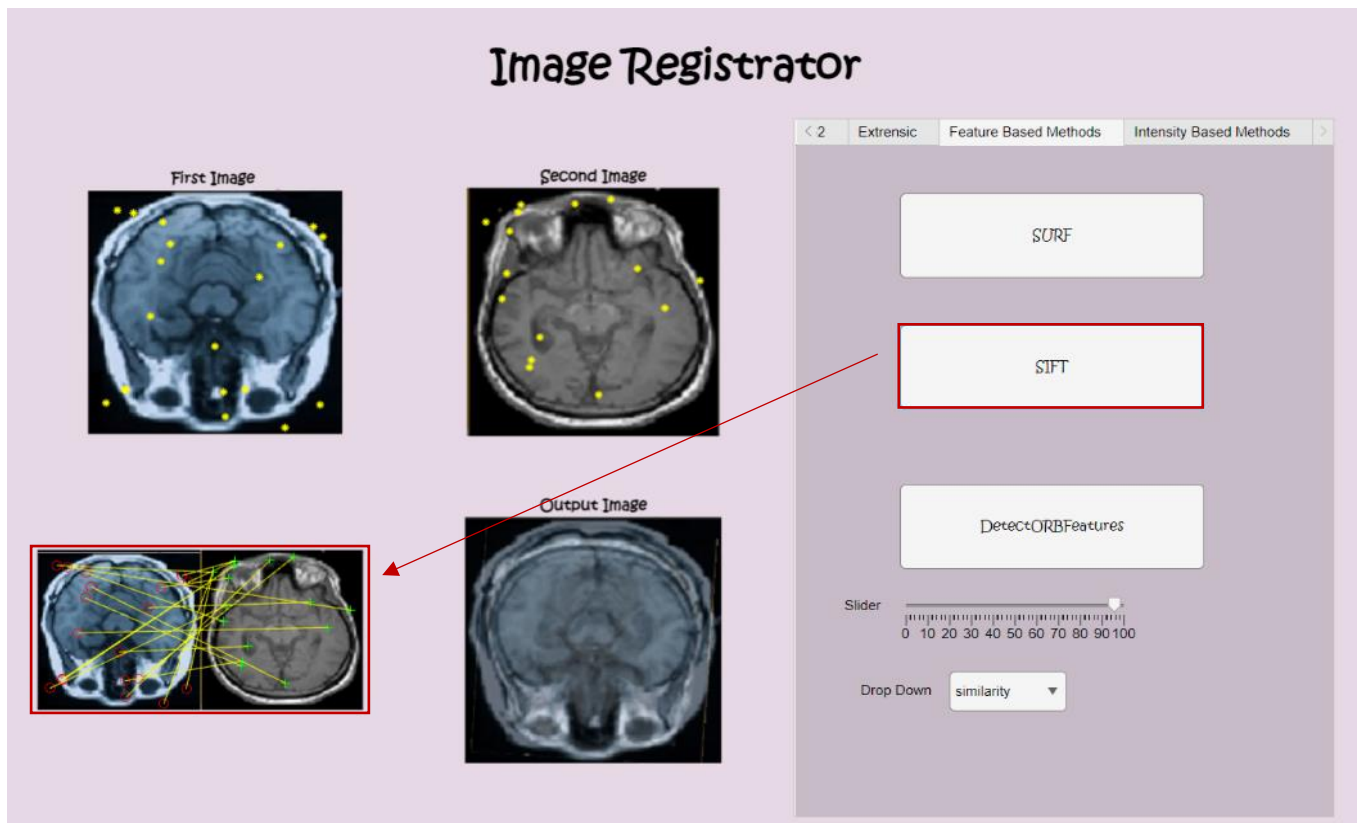 Image Registrator
< 2 Extrensic Feature Based Methods Intensity Based Methods >
First Image
Second Image
SURF
SIFT
Output Image
DetectORBFeatures
Slider
0 10 20 30 40 50 60 70 80 90 100
Drop Down similarity